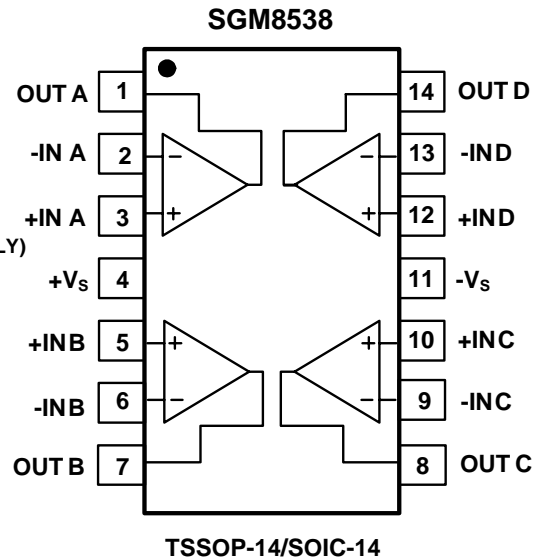 SGM8538
OUT A 1 14 OUT D
-IN A 2 − − 13 -IND
+IN A 3 + + 12 +IND
LY)
+VS 4 11 -VS
+INB 5 + + 10 +INC
-INB 6 − − 9 -INC
OUT B 7 8 OUT C
TSSOP-14/SOIC-14